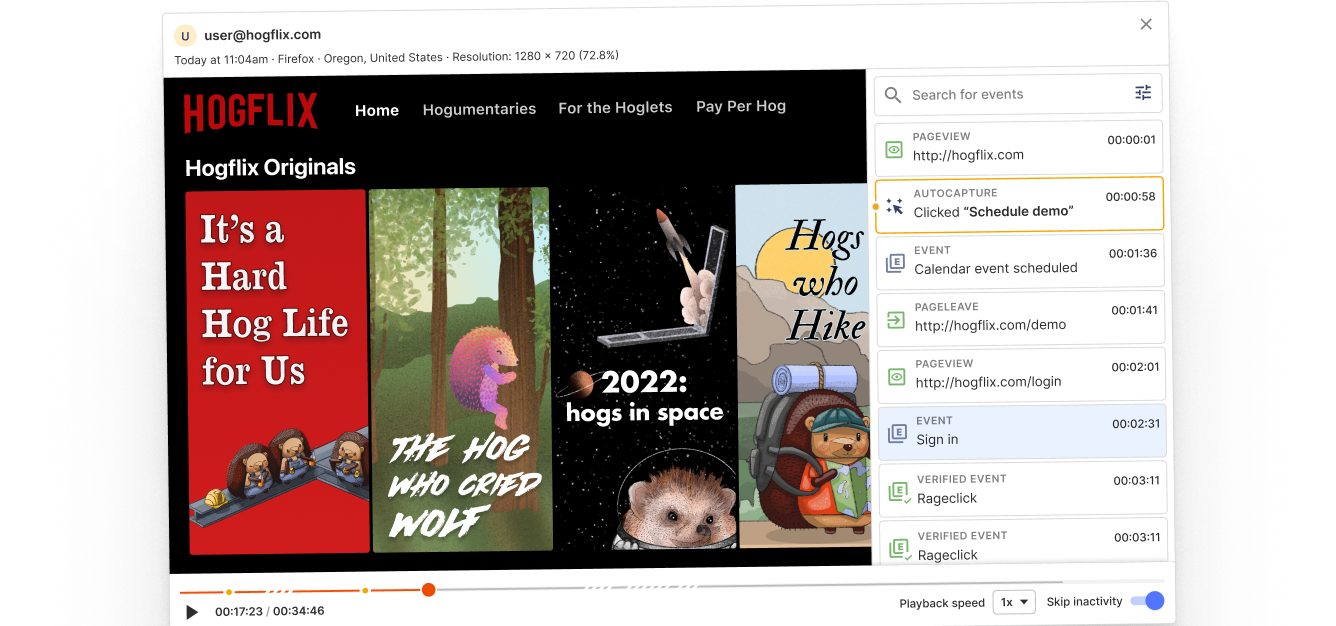 U user@hogflix.com
Today at 11:04am · Firefox · Oregon, United States · Resolution: 1280 × 720 (72.8%)
HOGFLIX Home Hogumentaries For the Hoglets Pay Per Hog
Hogflix Originals
It's a
Hard
Hog Life
for Us
THE HOG
WHO CRIED
WOLF
2022:
hogs in space
Hogs
who
Hike
Search for events
PAGEVIEW 00:00:01
http://hogflix.com
AUTOCAPTURE 00:00:58
Clicked “Schedule demo”
EVENT 00:01:36
E
Calendar event scheduled
PAGELEAVE 00:01:41
http://hogflix.com/demo
PAGEVIEW 00:02:01
http://hogflix.com/login
EVENT 00:02:31
E
Sign in
VERIFIED EVENT 00:03:11
E
Rageclick
VERIFIED EVENT 00:03:11
E
Rageclick
00:17:23 / 00:34:46
Playback speed 1x Skip inactivity